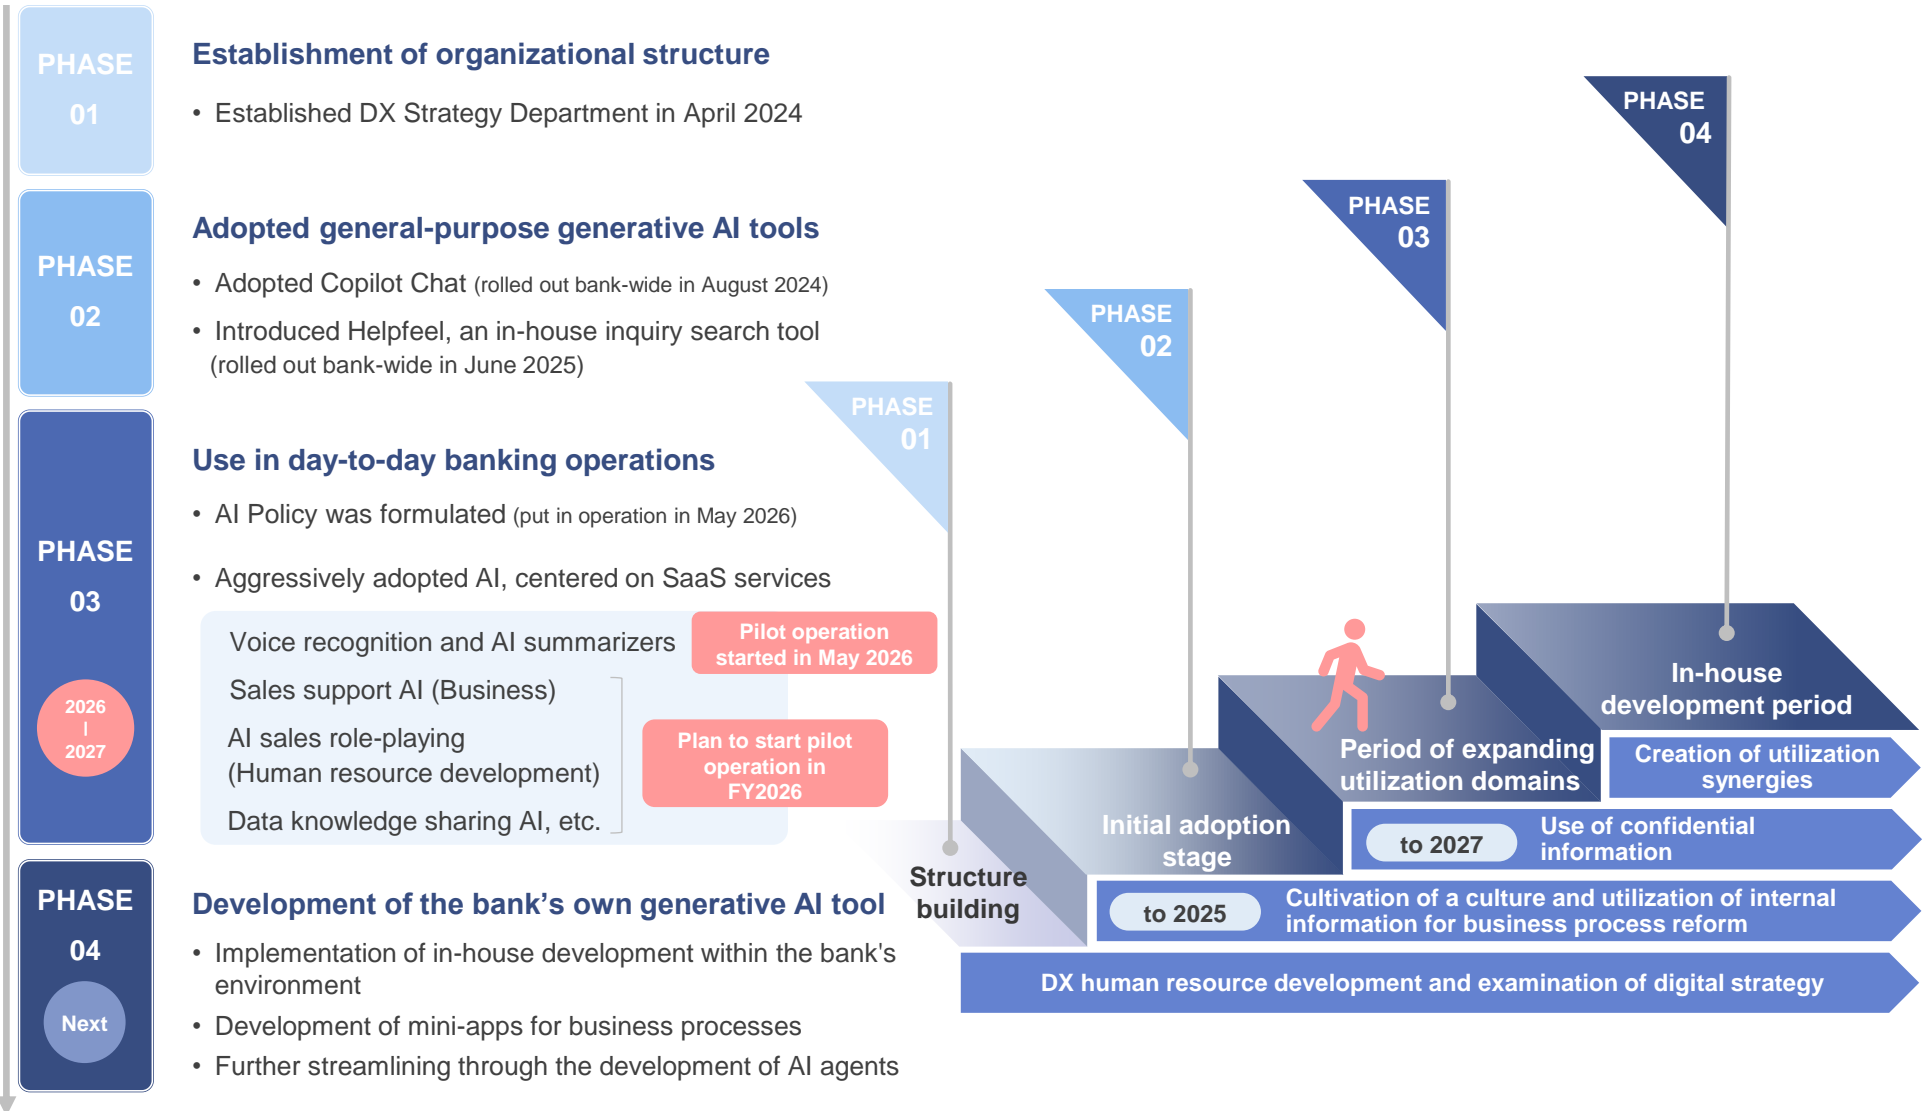 PHASE
01
Establishment of organizational structure
• Established DX Strategy Department in April 2024
PHASE
02
Adopted general-purpose generative AI tools
• Adopted Copilot Chat (rolled out bank-wide in August 2024)
• Introduced Helpfeel, an in-house inquiry search tool
(rolled out bank-wide in June 2025)
PHASE
03
2026
|
2027
Use in day-to-day banking operations
• AI Policy was formulated (put in operation in May 2026)
• Aggressively adopted AI, centered on SaaS services
Voice recognition and AI summarizers
Pilot operation
started in May 2026
Sales support AI (Business)
AI sales role-playing
(Human resource development)
Data knowledge sharing AI, etc.
Plan to start pilot
operation in
FY2026
PHASE
04
Next
Development of the bank's own generative AI tool
• Implementation of in-house development within the bank's
environment
• Development of mini-apps for business processes
• Further streamlining through the development of AI agents
PHASE
01
PHASE
02
PHASE
03
PHASE
04
Structure
building
Initial adoption
stage
Period of expanding
utilization domains
In-house
development period
Creation of utilization
synergies
to 2027
Use of confidential
information
to 2025
Cultivation of a culture and utilization of internal
information for business process reform
DX human resource development and examination of digital strategy